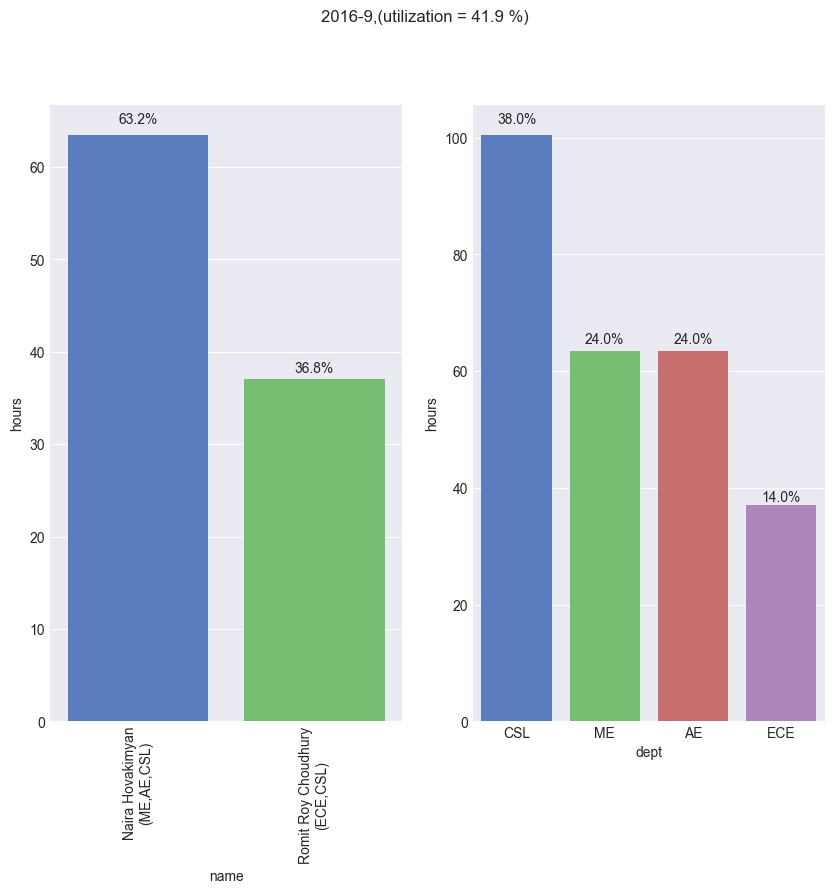 2016-9,(utilization = 41.9 %)
63.2%
36.8%
60
50
40
30
20
10
0
hours
Naira Hovakimyan
(ME,AE,CSL)
Romit Roy Choudhury
(ECE,CSL)
name
38.0%
24.0%
24.0%
14.0%
100
80
60
40
20
0
hours
CSL
ME
AE
ECE
dept